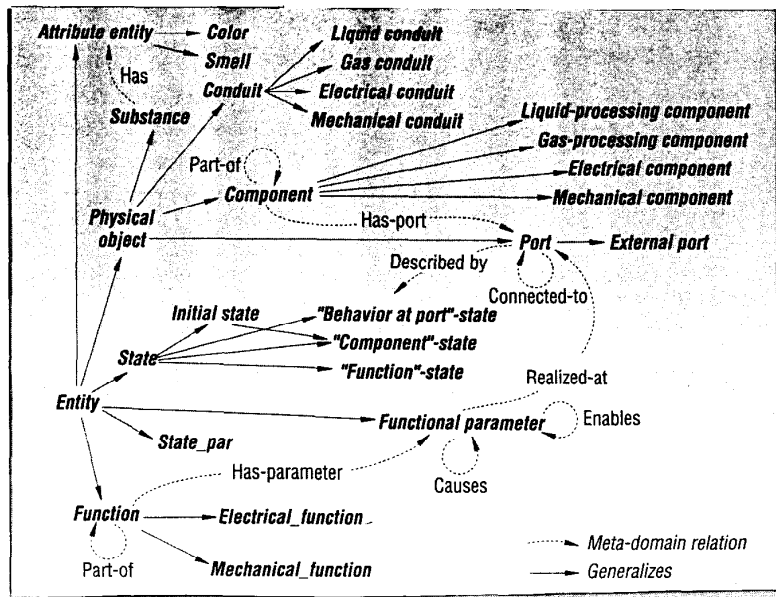 Attribute entity
Color
Smell
Has
Substance
Conduit
Liquid conduit
Gas conduit
Electrical conduit
Mechanical conduit
Part-of
Component
Liquid-processing component
Gas-processing component
Electrical component
Mechanical component
Physical
object
Has-port
Port
External port
Described by
Connected-to
Initial state
"Behavior at port"-state
State
"Component"-state
"Function"-state
Realized-at
Entity
Functional parameter
Enables
State_par
Has-parameter
Causes
Function
Electrical_function
Part-of
Mechanical_function
Meta-domain relation
Generalizes